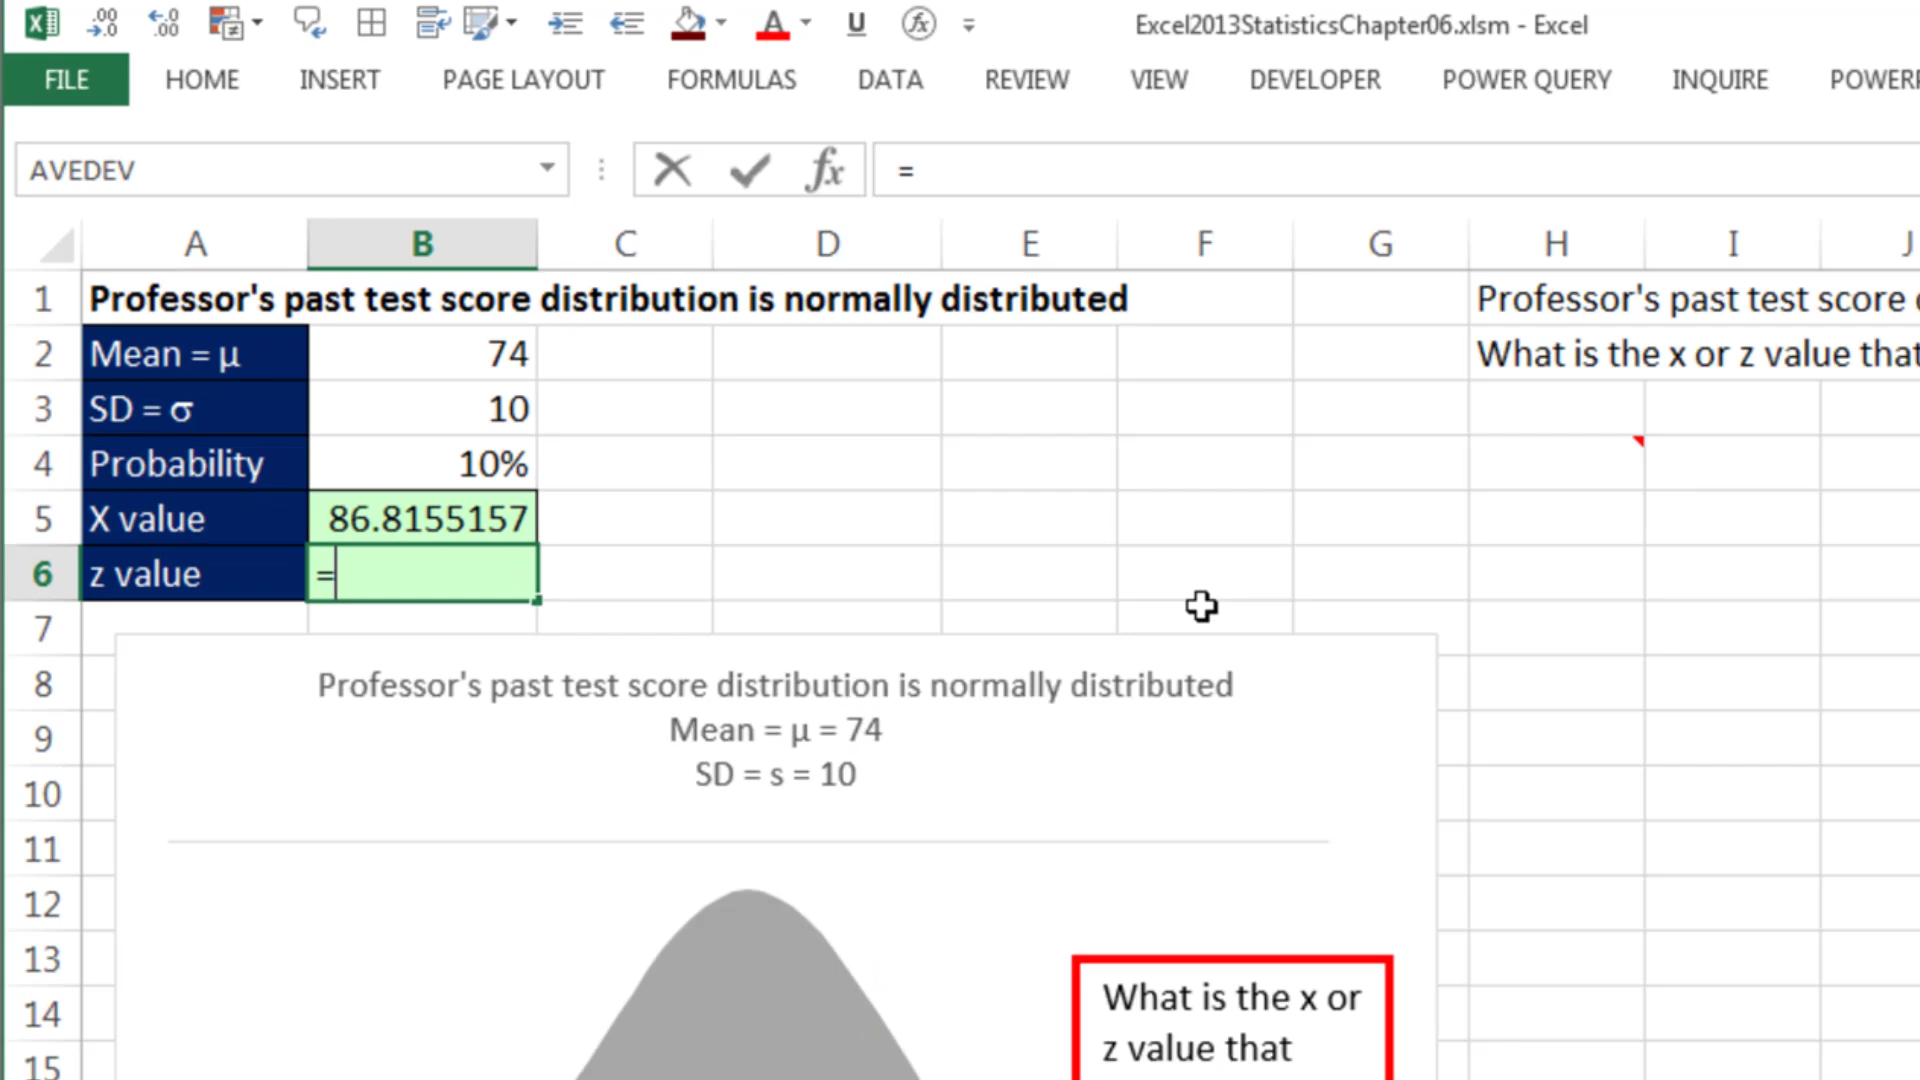 Excel2013StatisticsChapter06.xlsm - Excel
FILE HOME INSERT PAGE LAYOUT FORMULAS DATA REVIEW VIEW DEVELOPER POWER QUERY INQUIRE POWERP
AVEDEV fx =
A B C D E F G H I J
1 Professor's past test score distribution is normally distributed Professor's past test score
2 Mean = μ 74 What is the x or z value that
3 SD = σ 10
4 Probability 10%
5 X value 86.8155157
6 z value =
7
8
9
10
11
12
13
14
15
Professor's past test score distribution is normally distributed
Mean = μ = 74
SD = s = 10
What is the x or
z value that